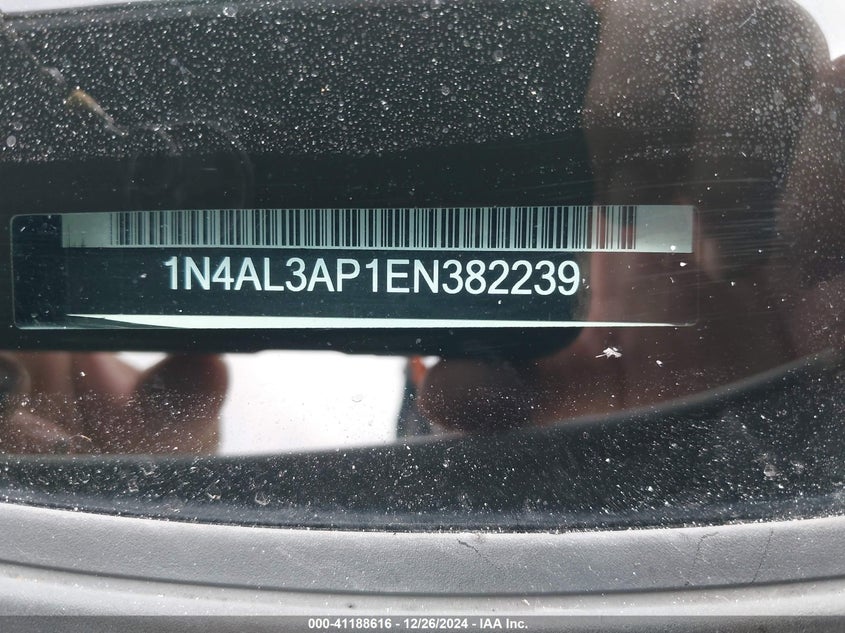 1N4AL3AP1EN382239
000-41188616 - 12/26/2024 - IAA Inc.